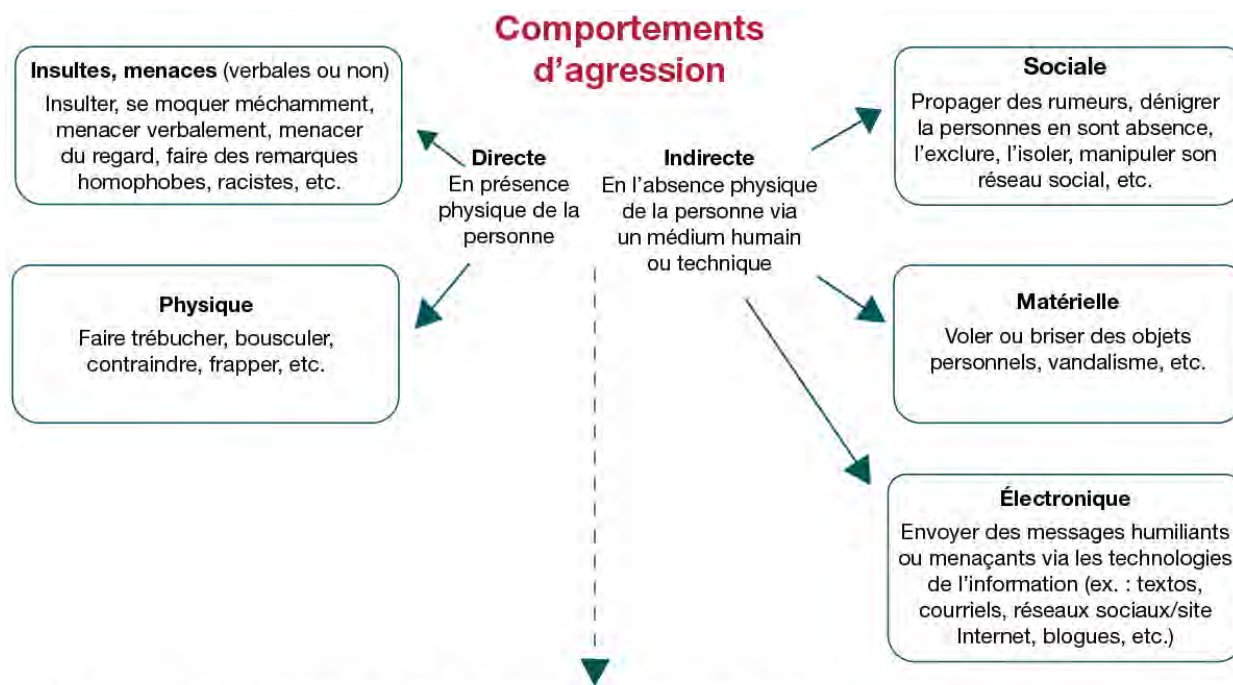 Comportements
d'agression
Insultes, menaces (verbales ou non)
Insulter, se moquer méchamment,
menacer verbalement, menacer
du regard, faire des remarques
homophobes, racistes, etc.
Physique
Faire trébucher, bousculer,
contraindre, frapper, etc.
Directe
En présence
physique de la
personne
Indirecte
En l'absence physique
de la personne via
un médium humain
ou technique
Sociale
Propager des rumeurs, dénigrer
la personnes en sont absence,
l'exclure, l'isoler, manipuler son
réseau social, etc.
Matérielle
Voler ou briser des objets
personnels, vandalisme, etc.
Électronique
Envoyer des messages humiliants
ou menaçants via les technologies
de l'information (ex. : textos,
courriels, réseaux sociaux/site
Internet, blogues, etc.)